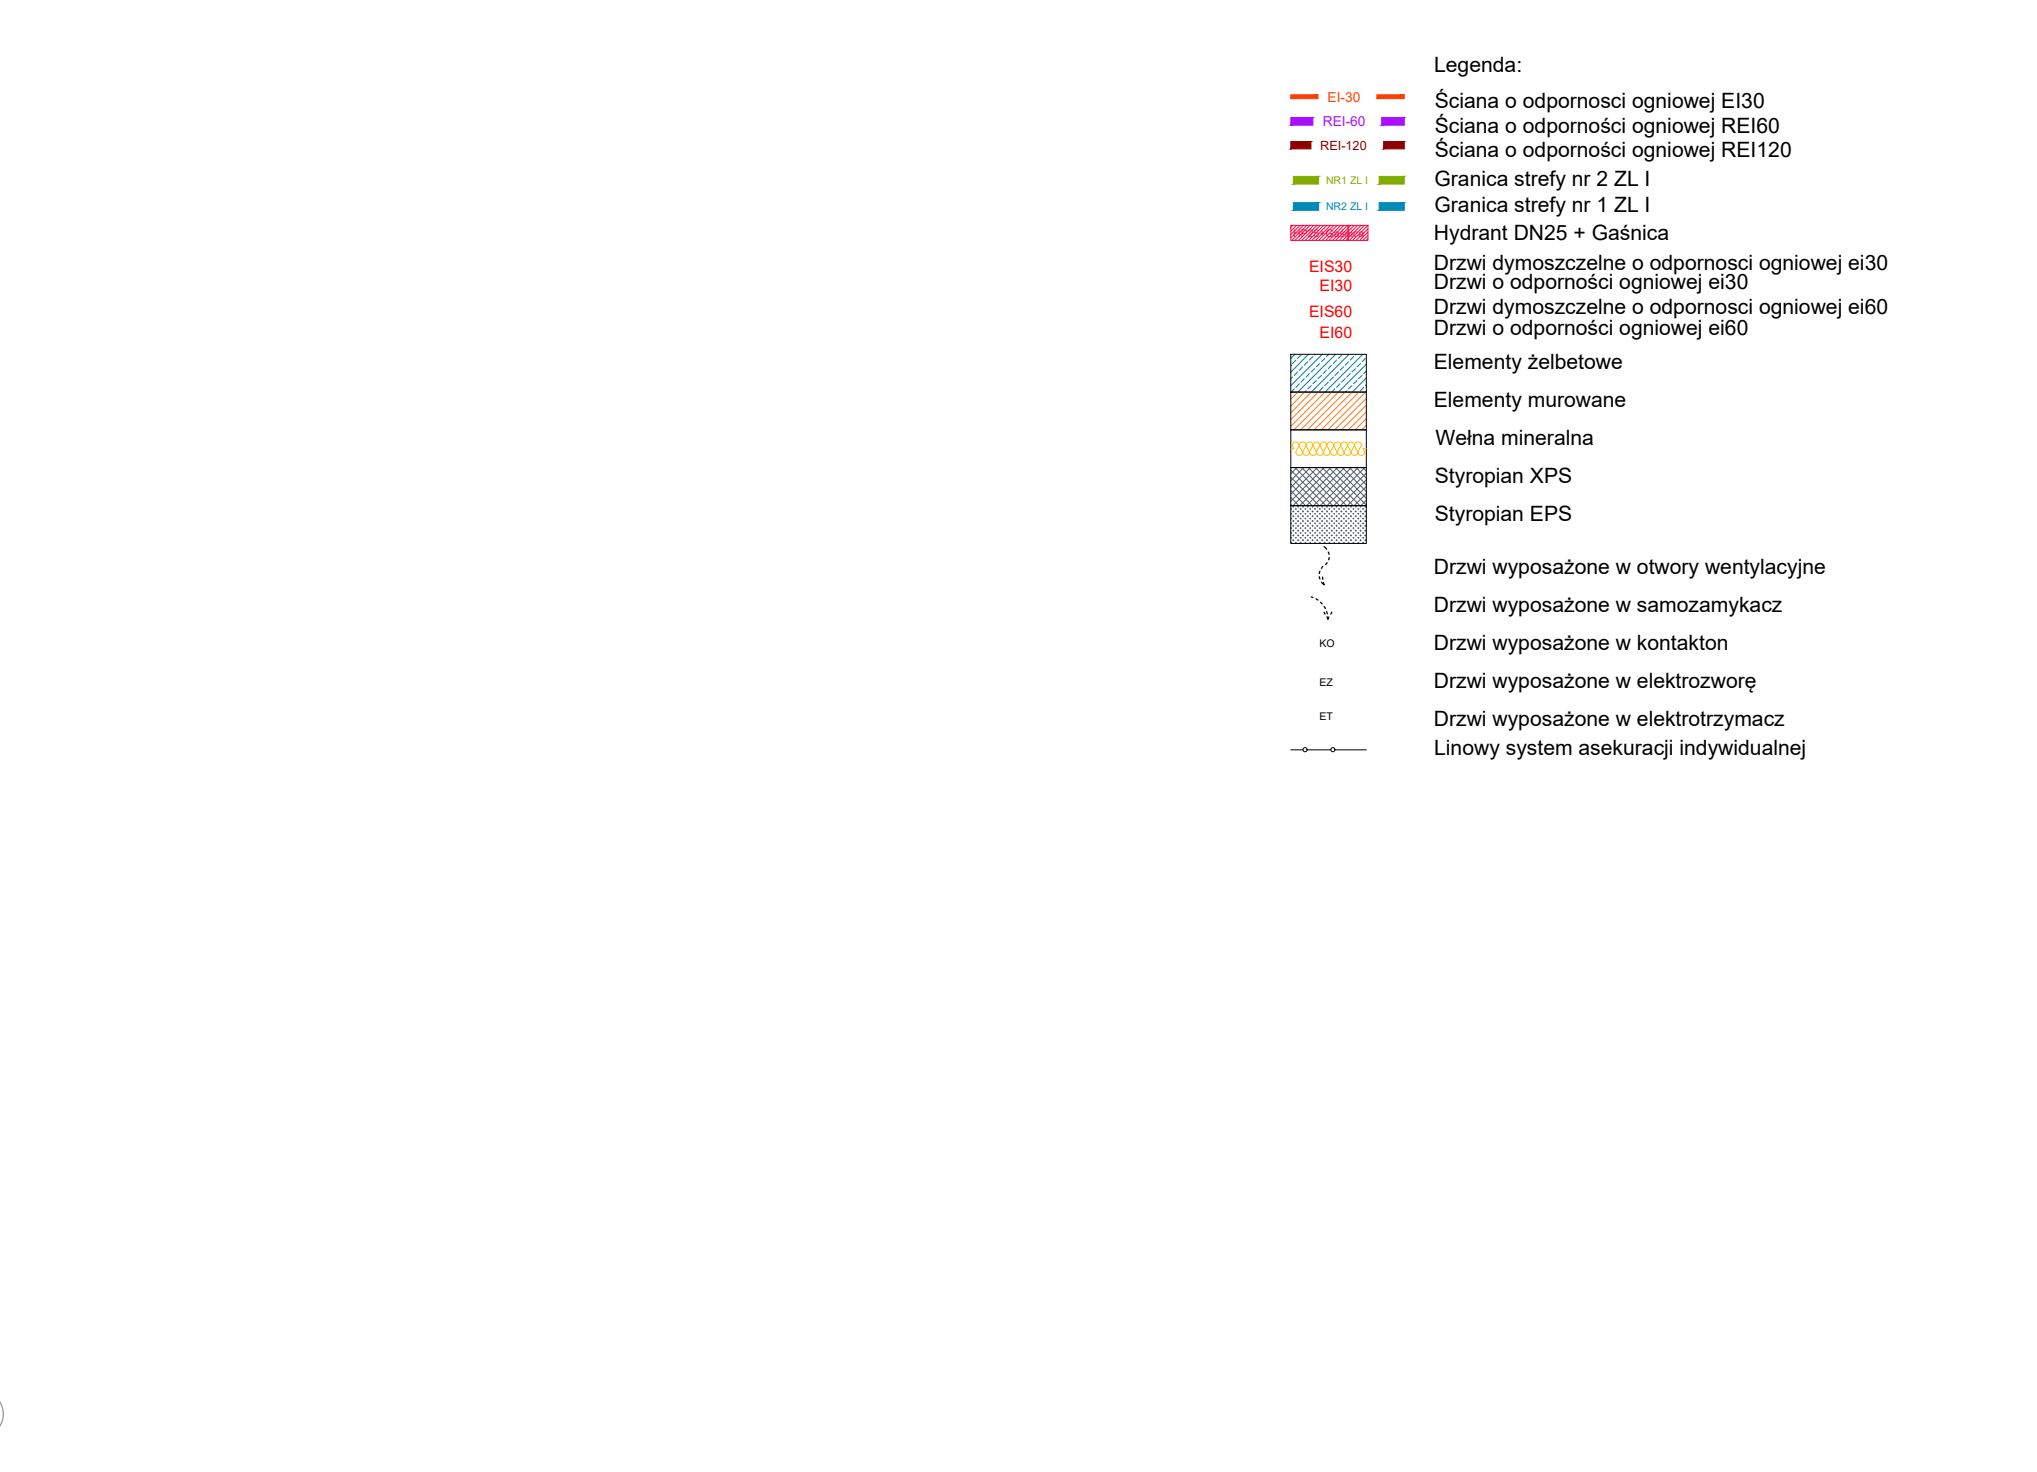 Legenda:
EI-30 Ściana o odpornosci ogniowej EI30
REI-60 Ściana o odporności ogniowej REI60
REI-120 Ściana o odporności ogniowej REI120
NR1 ZL I Granica strefy nr 2 ZL I
NR2 ZL I Granica strefy nr 1 ZL I
HP25+Gaśnica Hydrant DN25 + Gaśnica
EIS30 Drzwi dymoszczelne o odpornosci ogniowej ei30
EI30 Drzwi o odporności ogniowej ei30
EIS60 Drzwi dymoszczelne o odpornosci ogniowej ei60
EI60 Drzwi o odporności ogniowej ei60
Elementy żelbetowe
Elementy murowane
Wełna mineralna
Styropian XPS
Styropian EPS
Drzwi wyposażone w otwory wentylacyjne
Drzwi wyposażone w samozamykacz
KO Drzwi wyposażone w kontakton
EZ Drzwi wyposażone w elektrozworę
ET Drzwi wyposażone w elektrotrzymacz
Linowy system asekuracji indywidualnej